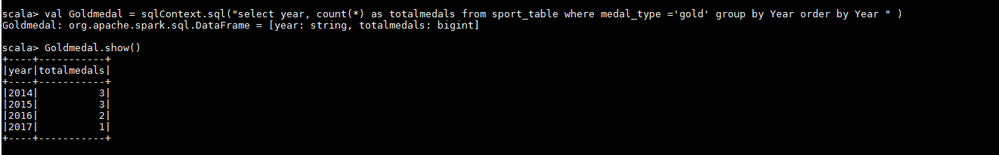 scala> val Goldmedal = sqlContext.sql("select year, count(*) as totalmedals from sport_table where medal_type ='gold' group by Year order by Year " )
Goldmedal: org.apache.spark.sql.DataFrame = [year: string, totalmedals: bigint]
scala> Goldmedal.show()
+----+-----------+
|year|totalmedals|
+----+-----------+
|2014|          3|
|2015|          3|
|2016|          2|
|2017|          1|
+----+-----------+